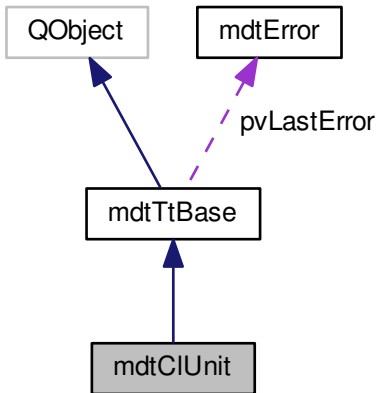 QObject
mdtError
pvLastError
mdtTtBase
mdtClUnit